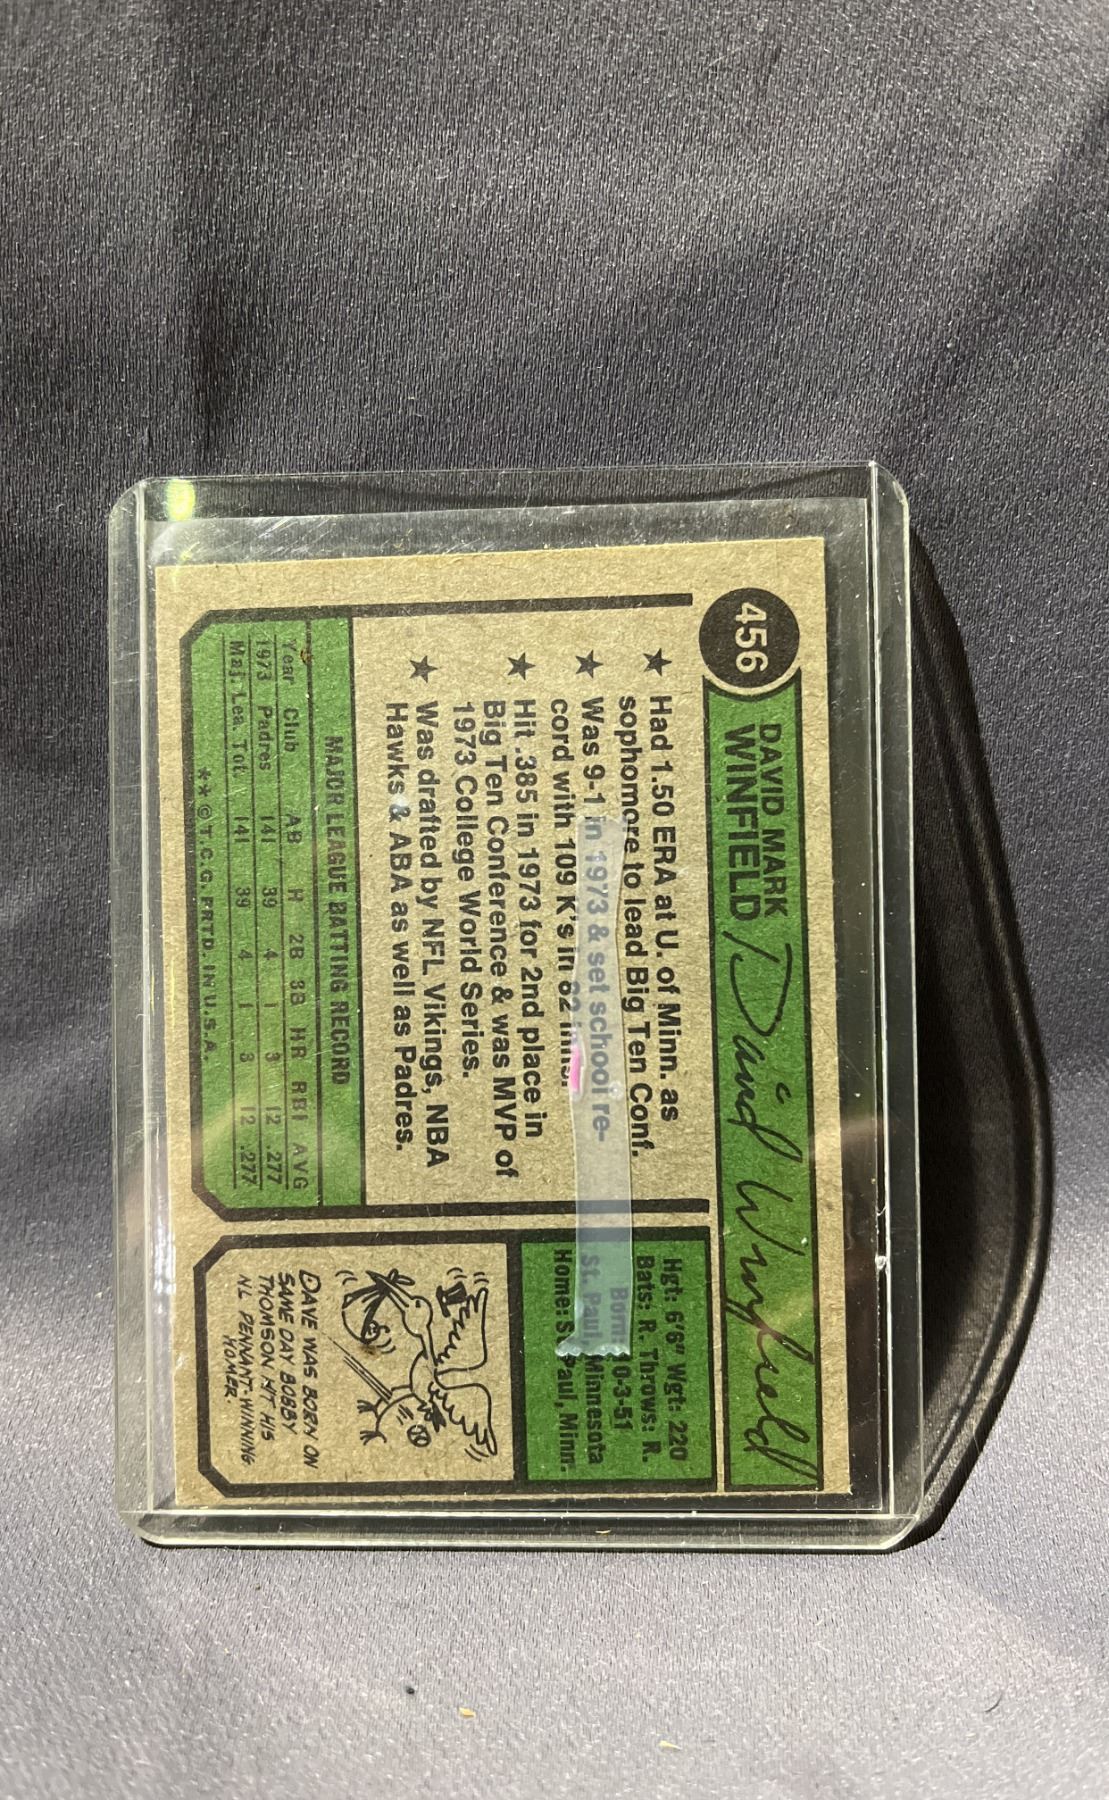 456
DAVID MARK
WINFIELD
David Winfield
★ Had 1.50 ERA at U. of Minn. as
sophomore to lead Big Ten Conf.
★ Was 9-1 in 1973 & set school re-
cord with 109 K's in 82 inns.
★ Hit .385 in 1973 for 2nd place in
Big Ten Conference & was MVP of
1973 College World Series.
★ Was drafted by NFL Vikings, NBA
Hawks & ABA as well as Padres.
MAJOR LEAGUE BATTING RECORD
Year Club AB H 2B 3B HR RBI AVG
1973 Padres 141 39 4 1 3 12 .277
Maj. Lea. Tot. 141 39 4 1 3 12 .277
**©T.C.G. PRTD. IN U.S.A.
Hgt: 6'6" Wgt: 220
Bats: R. Throws: R.
Born: 10-3-51
St. Paul, Minnesota
Home: St. Paul, Minn.
DAVE WAS BORN ON
SAME DAY BOBBY
THOMSON HIT HIS
NL PENNANT-WINNING
HOMER.